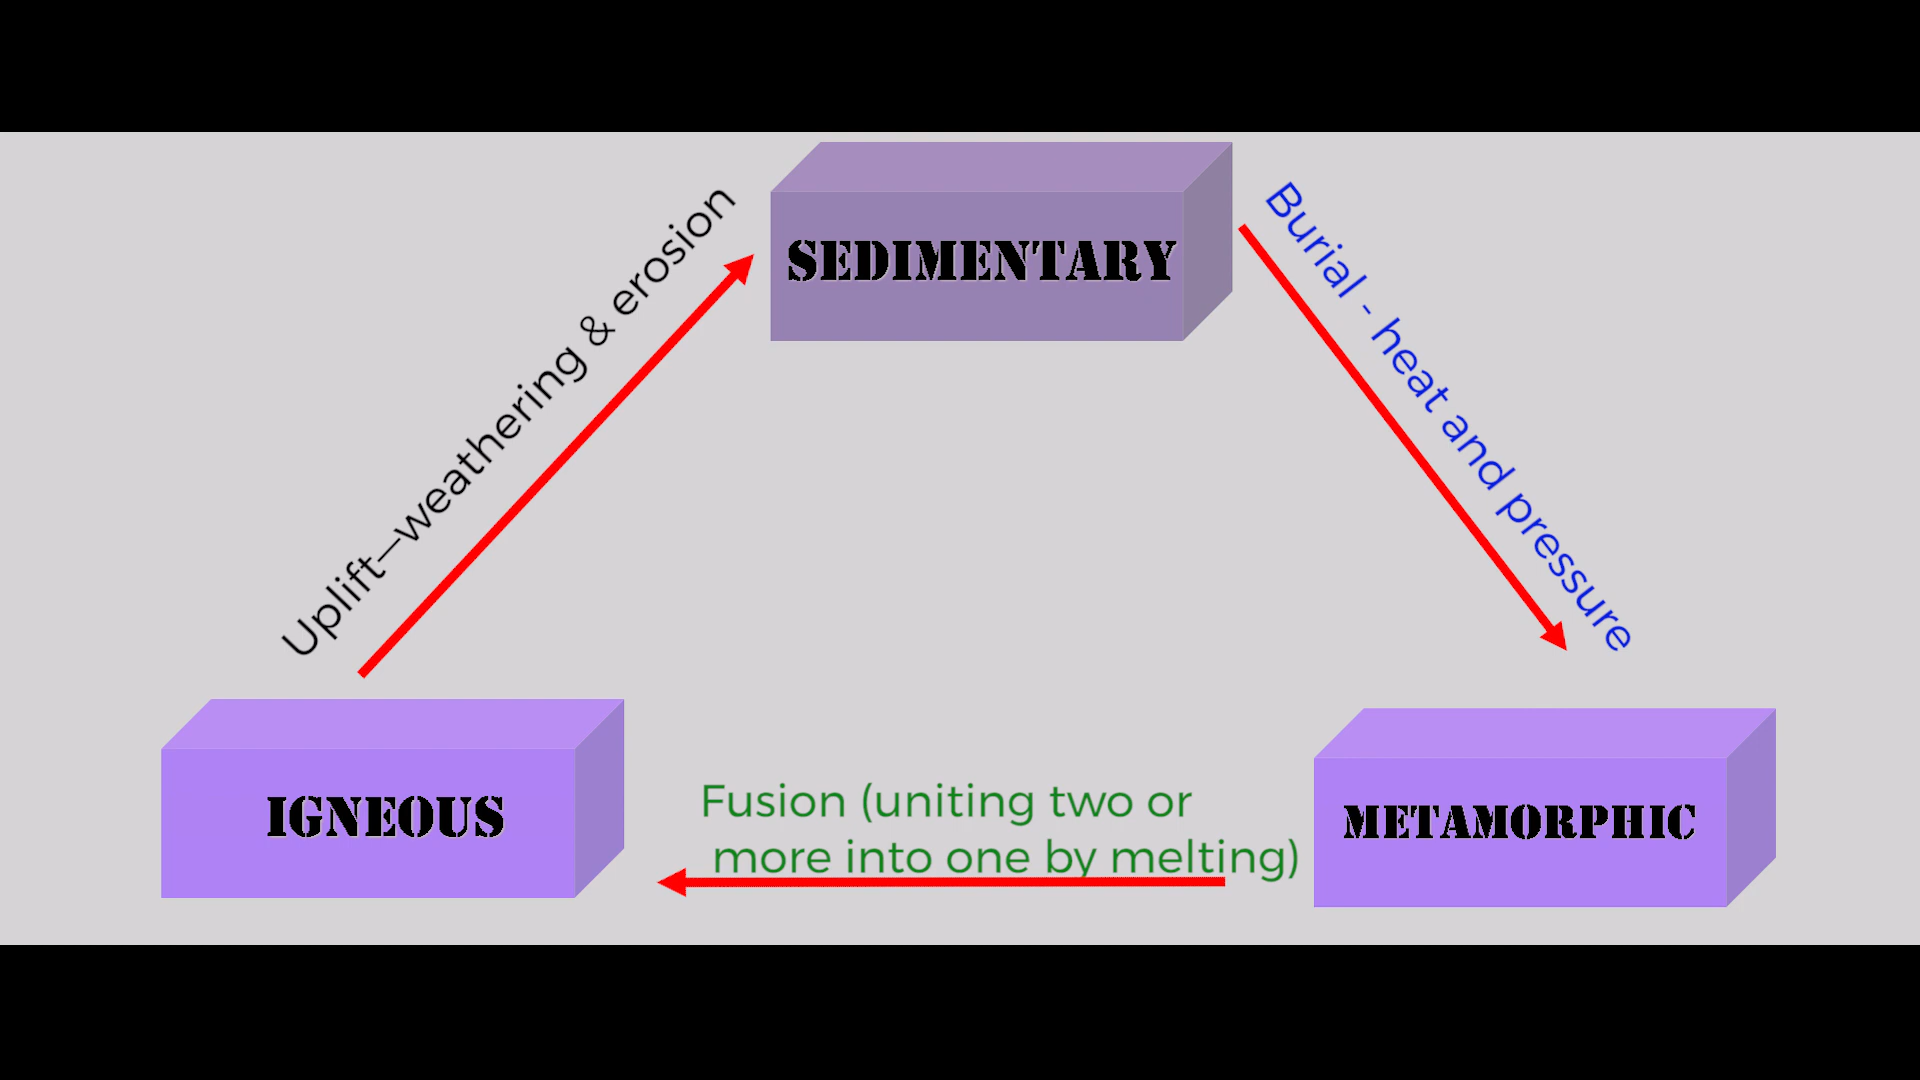 SEDIMENTARY
Uplift—weathering & erosion
Burial - heat and pressure
IGNEOUS
Fusion (uniting two or
more into one by melting)
METAMORPHIC